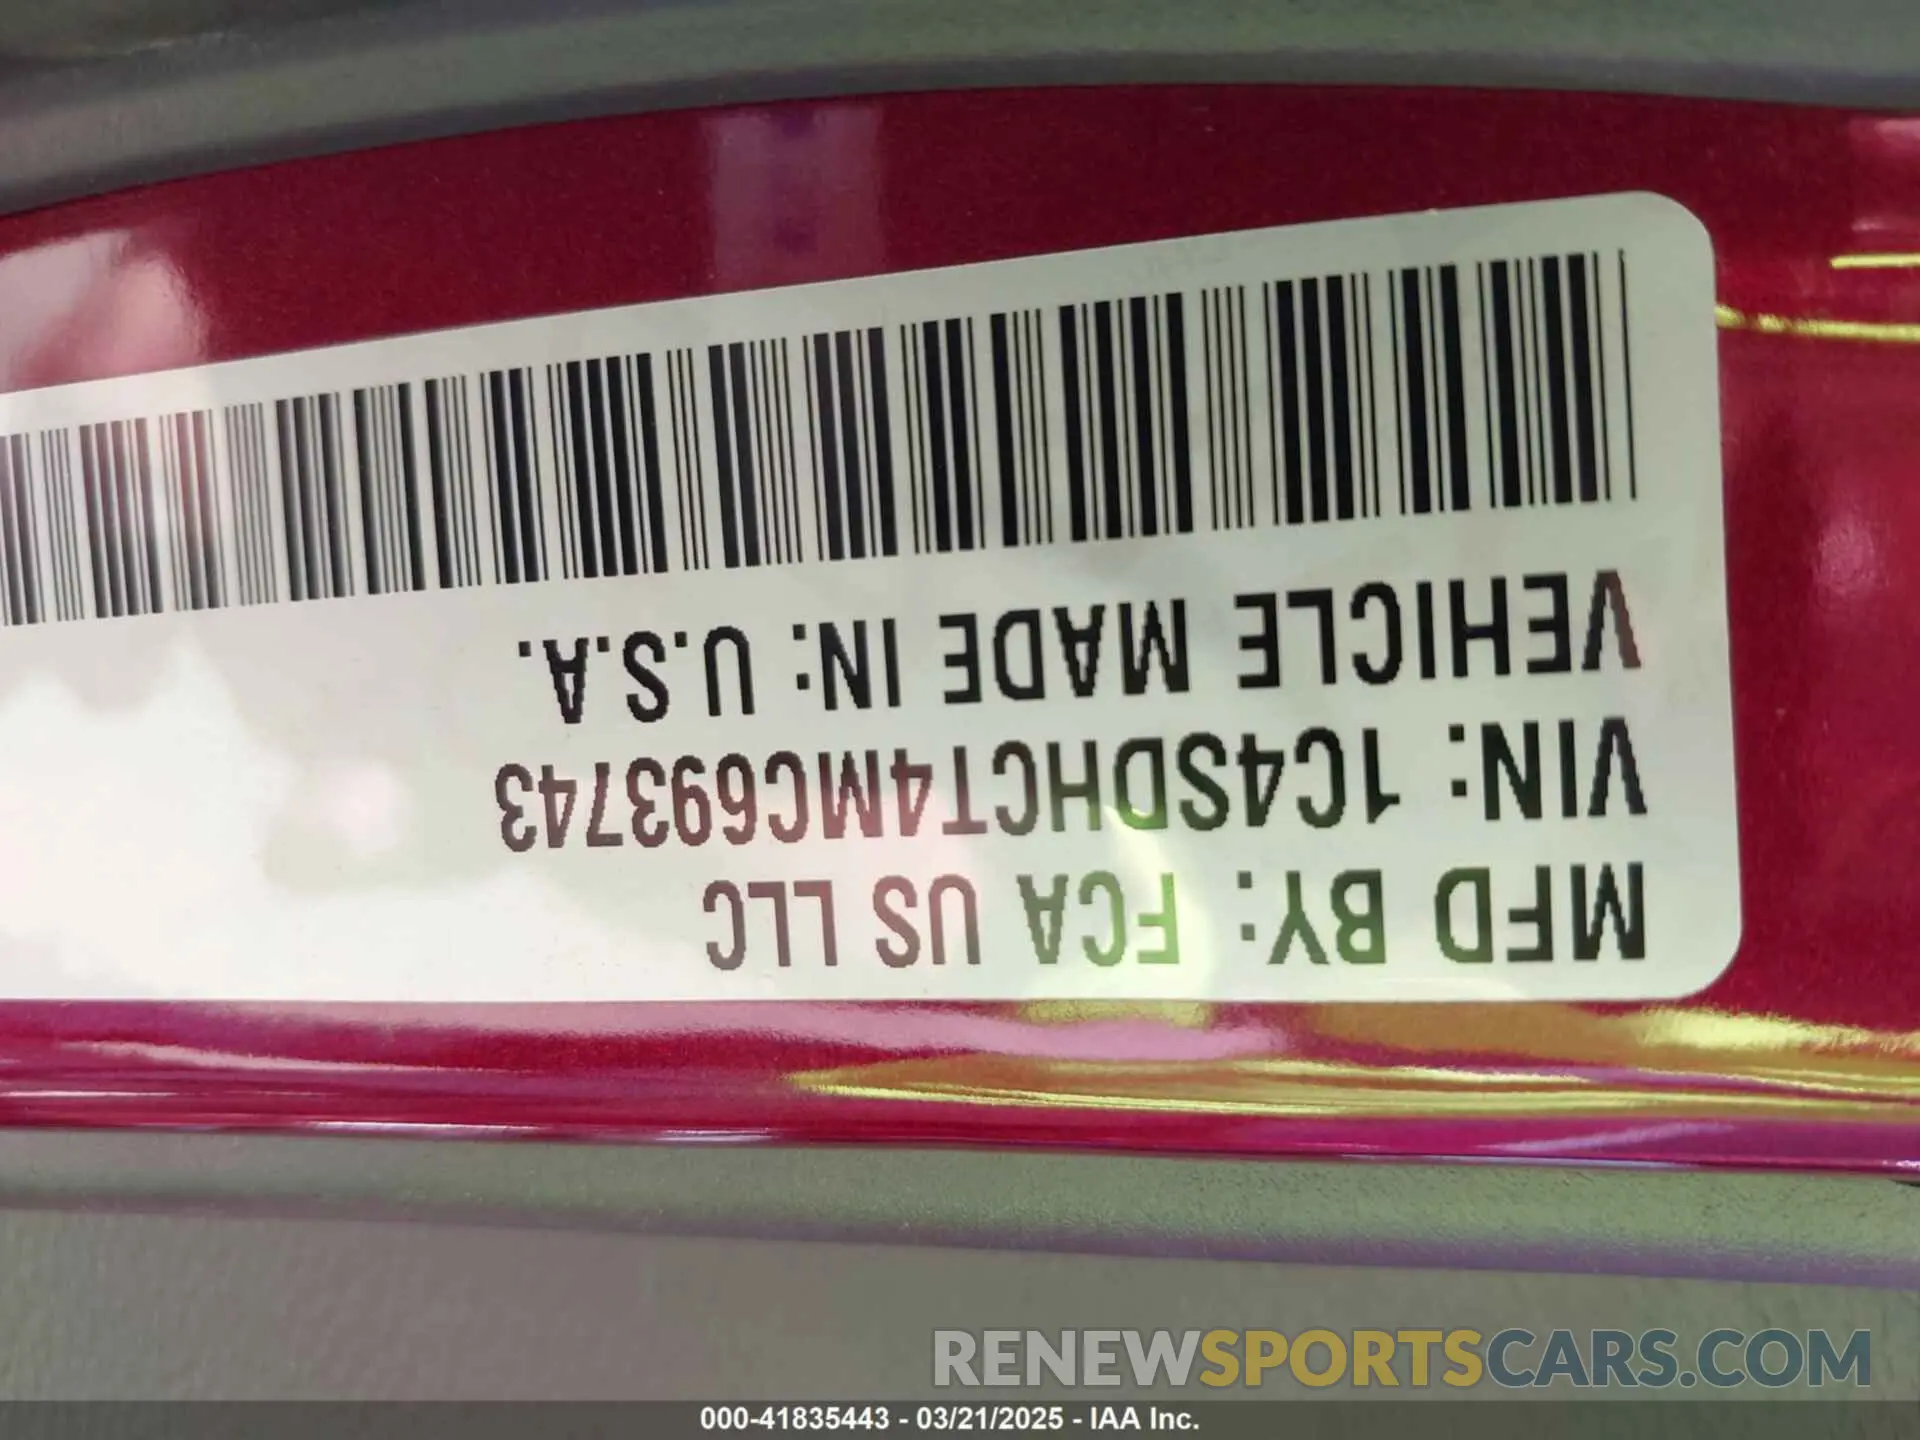 MFD BY: FCA US LLC
VIN: 1C4SDHCT4MC693743
VEHICLE MADE IN: U.S.A.
RENEWSPORTSCARS.COM
000-41835443 - 03/21/2025 - IAA Inc.